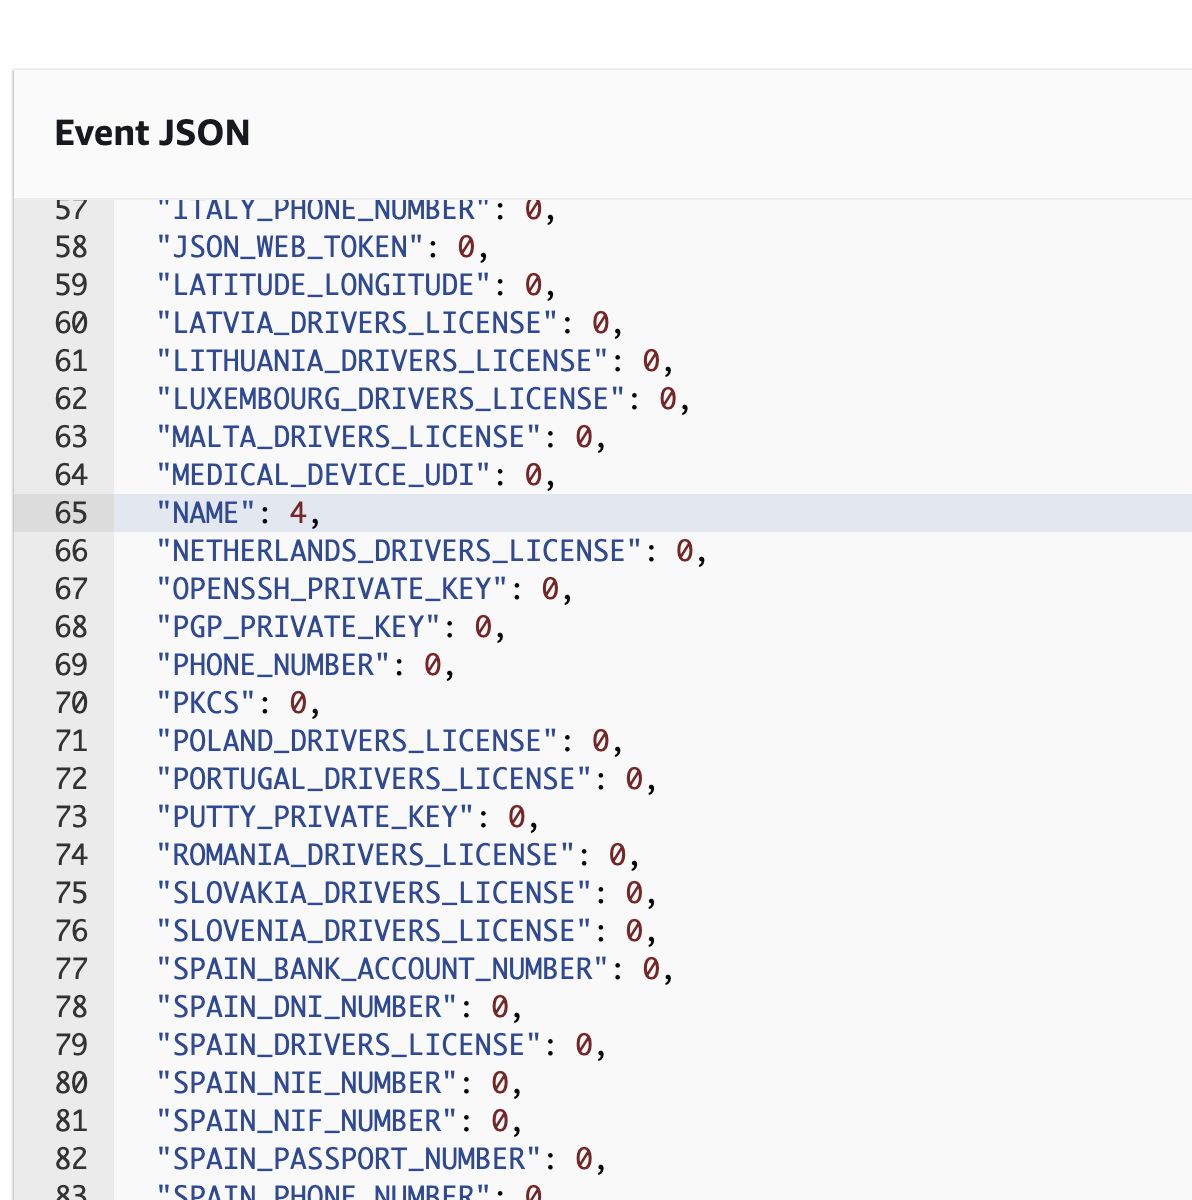 Event JSON
57 "ITALY_PHONE_NUMBER": 0,
58 "JSON_WEB_TOKEN": 0,
59 "LATITUDE_LONGITUDE": 0,
60 "LATVIA_DRIVERS_LICENSE": 0,
61 "LITHUANIA_DRIVERS_LICENSE": 0,
62 "LUXEMBOURG_DRIVERS_LICENSE": 0,
63 "MALTA_DRIVERS_LICENSE": 0,
64 "MEDICAL_DEVICE_UDI": 0,
65 "NAME": 4,
66 "NETHERLANDS_DRIVERS_LICENSE": 0,
67 "OPENSSH_PRIVATE_KEY": 0,
68 "PGP_PRIVATE_KEY": 0,
69 "PHONE_NUMBER": 0,
70 "PKCS": 0,
71 "POLAND_DRIVERS_LICENSE": 0,
72 "PORTUGAL_DRIVERS_LICENSE": 0,
73 "PUTTY_PRIVATE_KEY": 0,
74 "ROMANIA_DRIVERS_LICENSE": 0,
75 "SLOVAKIA_DRIVERS_LICENSE": 0,
76 "SLOVENIA_DRIVERS_LICENSE": 0,
77 "SPAIN_BANK_ACCOUNT_NUMBER": 0,
78 "SPAIN_DNI_NUMBER": 0,
79 "SPAIN_DRIVERS_LICENSE": 0,
80 "SPAIN_NIE_NUMBER": 0,
81 "SPAIN_NIF_NUMBER": 0,
82 "SPAIN_PASSPORT_NUMBER": 0,
83 "SPAIN_PHONE_NUMBER": 0